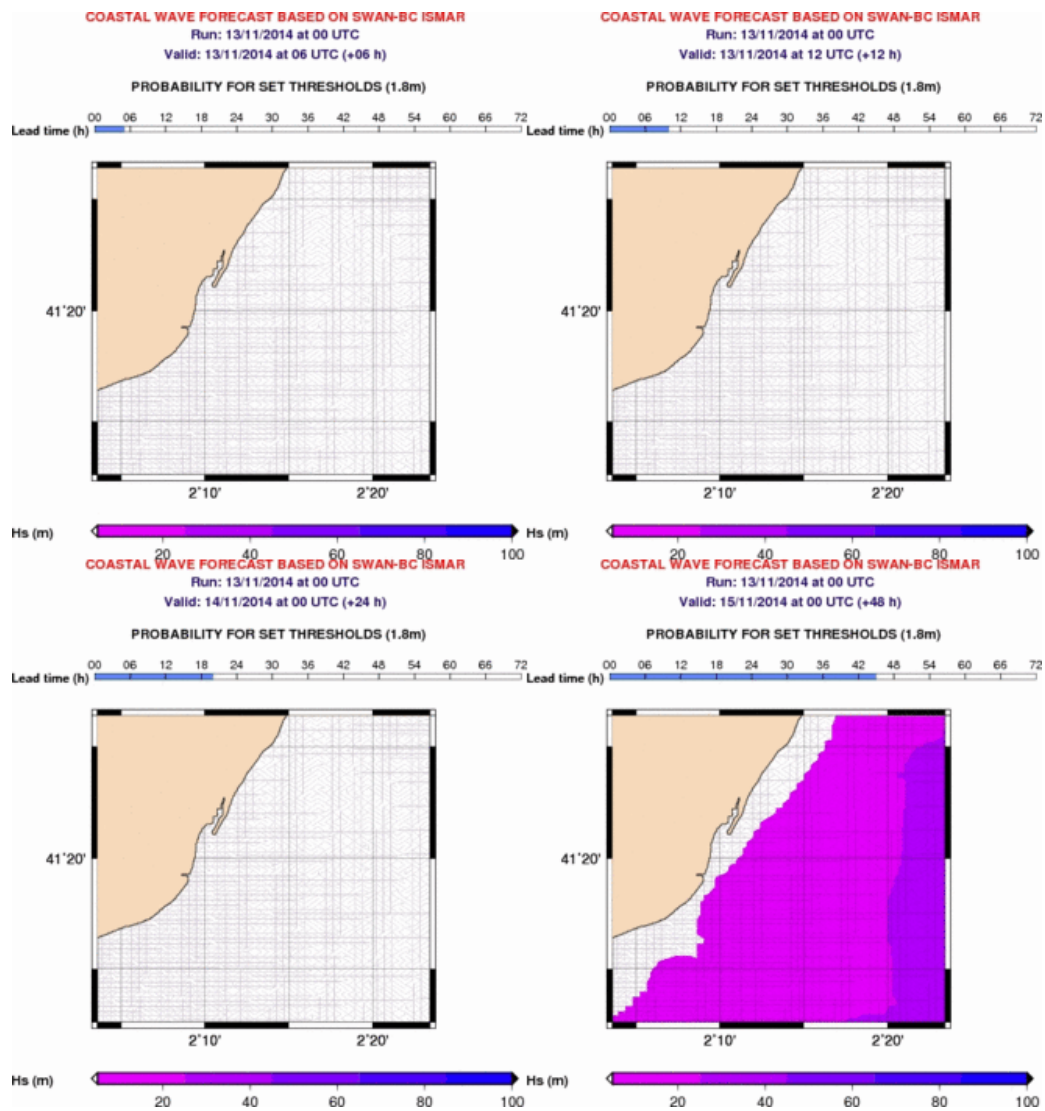 COASTAL WAVE FORECAST BASED ON SWAN-BC ISMAR
Run: 13/11/2014 at 00 UTC
Valid: 13/11/2014 at 06 UTC (+06 h)
PROBABILITY FOR SET THRESHOLDS (1.8m)
00 06 12 18 24 30 36 42 48 54 60 66 72
Lead time (h)
41˚20'
2˚10' 2˚20'
Hs (m)
20 40 60 80 100
COASTAL WAVE FORECAST BASED ON SWAN-BC ISMAR
Run: 13/11/2014 at 00 UTC
Valid: 13/11/2014 at 12 UTC (+12 h)
PROBABILITY FOR SET THRESHOLDS (1.8m)
00 06 12 18 24 30 36 42 48 54 60 66 72
Lead time (h)
41˚20'
2˚10' 2˚20'
Hs (m)
20 40 60 80 100
COASTAL WAVE FORECAST BASED ON SWAN-BC ISMAR
Run: 13/11/2014 at 00 UTC
Valid: 14/11/2014 at 00 UTC (+24 h)
PROBABILITY FOR SET THRESHOLDS (1.8m)
00 06 12 18 24 30 36 42 48 54 60 66 72
Lead time (h)
41˚20'
2˚10' 2˚20'
Hs (m)
20 40 60 80 100
COASTAL WAVE FORECAST BASED ON SWAN-BC ISMAR
Run: 13/11/2014 at 00 UTC
Valid: 15/11/2014 at 00 UTC (+48 h)
PROBABILITY FOR SET THRESHOLDS (1.8m)
00 06 12 18 24 30 36 42 48 54 60 66 72
Lead time (h)
41˚20'
2˚10' 2˚20'
Hs (m)
20 40 60 80 100